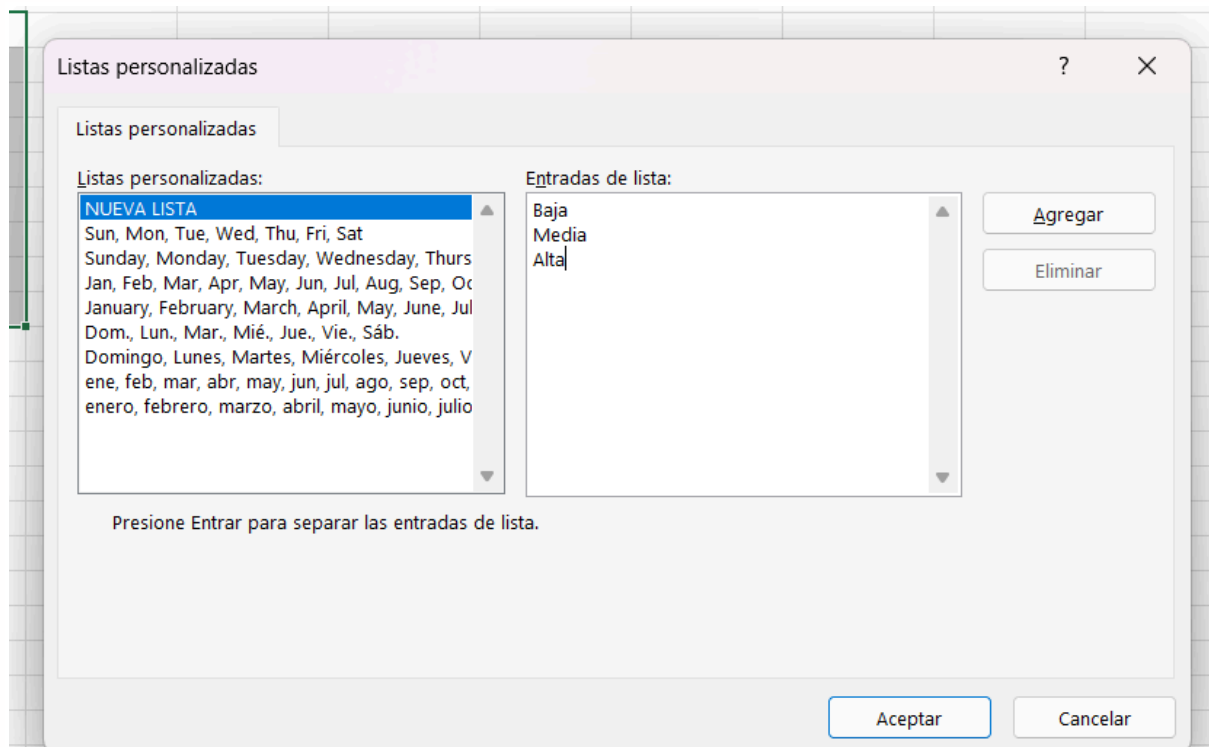 Listas personalizadas
?
Listas personalizadas
Listas personalizadas:
NUEVA LISTA
Sun, Mon, Tue, Wed, Thu, Fri, Sat
Sunday, Monday, Tuesday, Wednesday, Thurs
Jan, Feb, Mar, Apr, May, Jun, Jul, Aug, Sep, Oc
January, February, March, April, May, June, Jul
Dom., Lun., Mar., Mié., Jue., Vie., Sáb.
Domingo, Lunes, Martes, Miércoles, Jueves, V
ene, feb, mar, abr, may, jun, jul, ago, sep, oct,
enero, febrero, marzo, abril, mayo, junio, julio
Entradas de lista:
Baja
Media
Alta
Agregar
Eliminar
Presione Entrar para separar las entradas de lista.
Aceptar
Cancelar